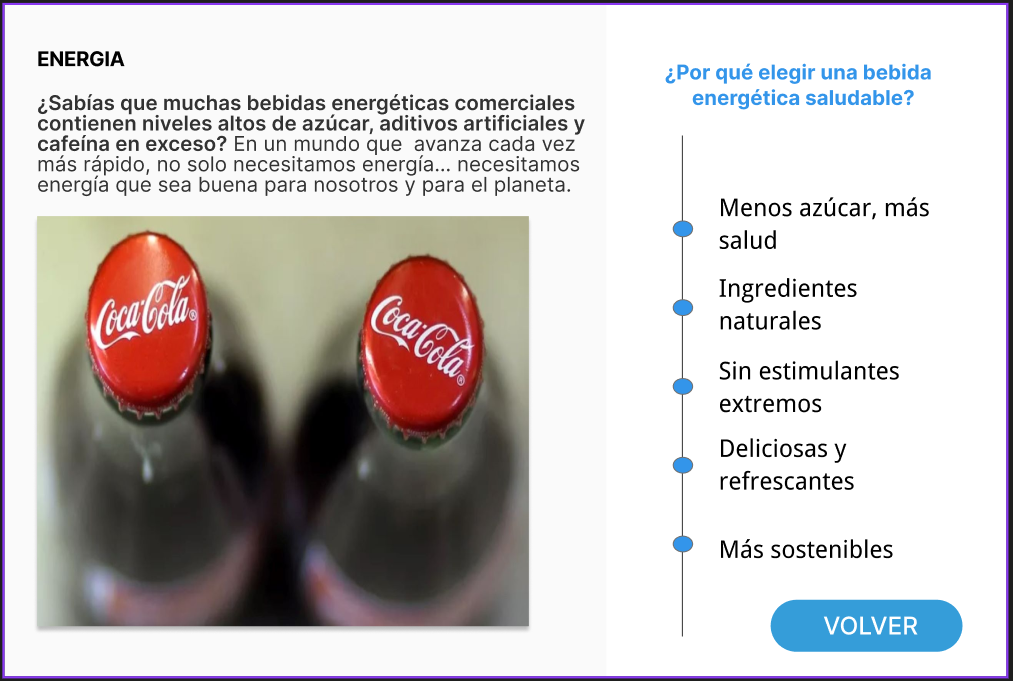 ENERGIA
¿Sabías que muchas bebidas energéticas comerciales
contienen niveles altos de azúcar, aditivos artificiales y
cafeína en exceso? En un mundo que  avanza cada vez
más rápido, no solo necesitamos energía... necesitamos
energía que sea buena para nosotros y para el planeta.
Coca-Cola®
Coca-Cola®
¿Por qué elegir una bebida
energética saludable?
Menos azúcar, más
salud
Ingredientes
naturales
Sin estimulantes
extremos
Deliciosas y
refrescantes
Más sostenibles
VOLVER